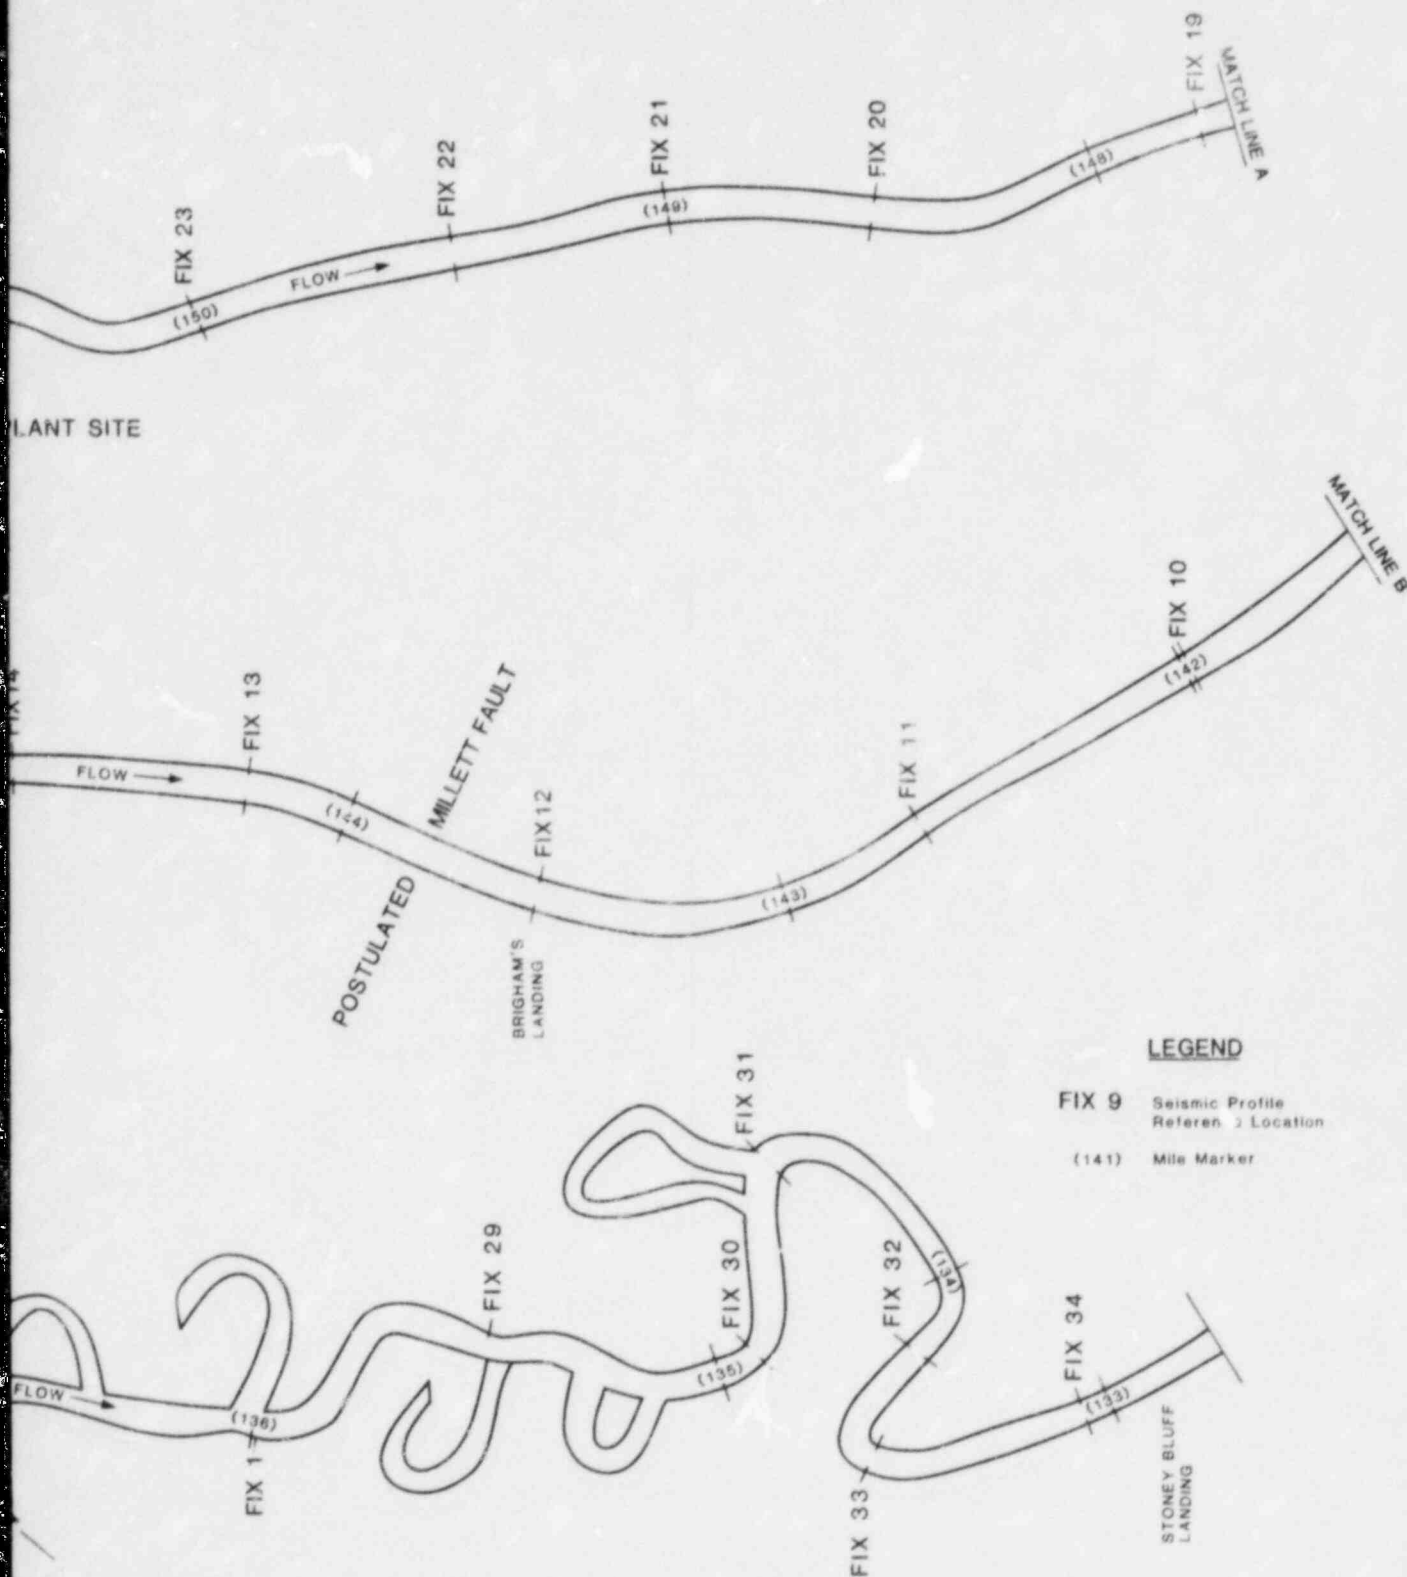 FIX 19
MATCH LINE A
FIX 20
FIX 21
FIX 22
FIX 23
(148)
(149)
(150)
FLOW
LANT SITE
MATCH LINE B
FIX 10
(142)
FIX 11
FIX 13
FIX 14
FLOW
(144)
MILLETT FAULT
POSTULATED
FIX 12
(143)
BRIGHAM'S
LANDING
LEGEND
FIX 9 Seismic Profile
Location
(141) Mile Marker
FIX 31
FIX 29
FIX 30
FIX 32
(134)
FIX 34
FLOW
(136)
(135)
(133)
FIX 1
FIX 33
STONEY BLUFF
LANDING